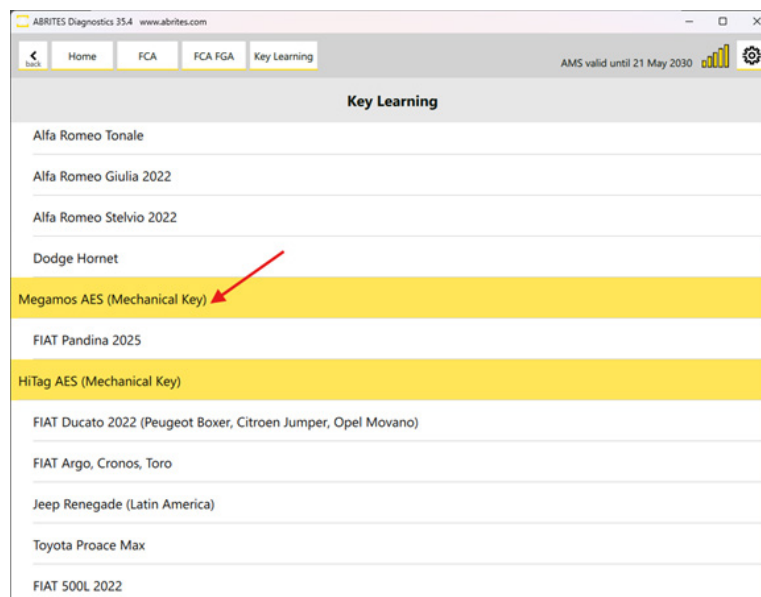 ABRITES Diagnostics 35.4 www.abrites.com
back Home FCA FCA FGA Key Learning AMS valid until 21 May 2030
Key Learning
Alfa Romeo Tonale
Alfa Romeo Giulia 2022
Alfa Romeo Stelvio 2022
Dodge Hornet
Megamos AES (Mechanical Key)
FIAT Pandina 2025
HiTag AES (Mechanical Key)
FIAT Ducato 2022 (Peugeot Boxer, Citroen Jumper, Opel Movano)
FIAT Argo, Cronos, Toro
Jeep Renegade (Latin America)
Toyota Proace Max
FIAT 500L 2022